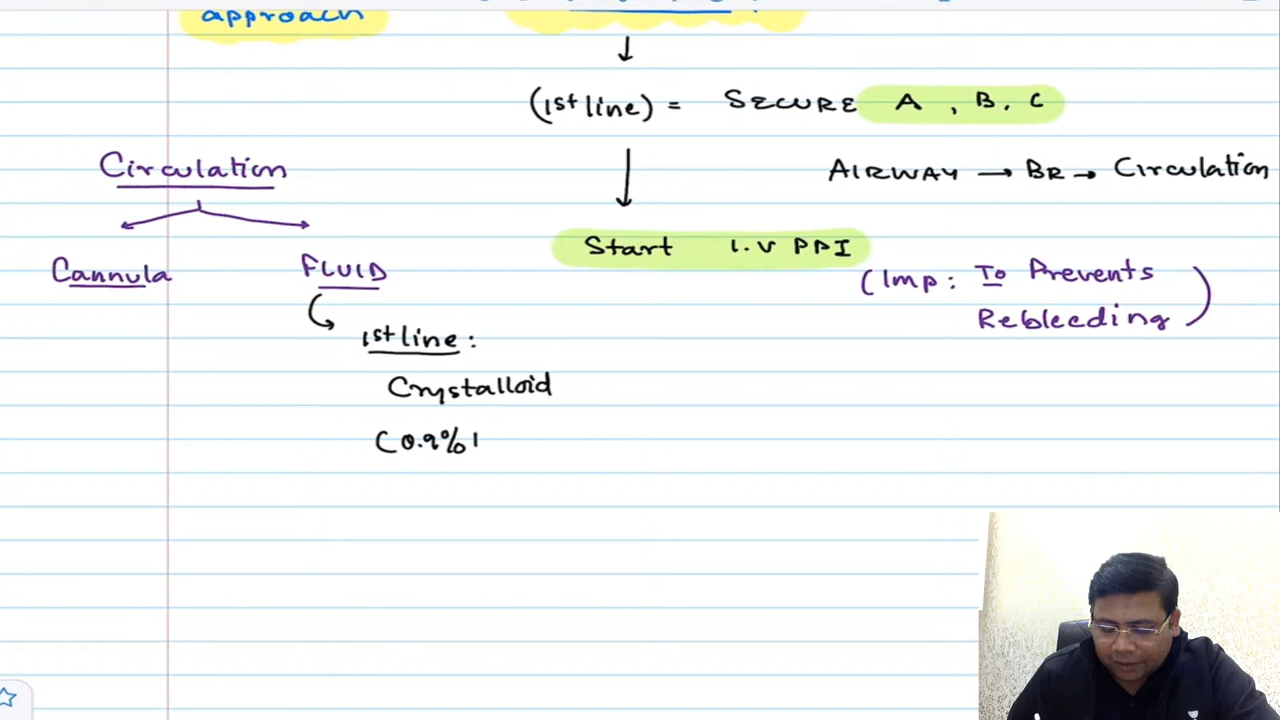 approach
(1st line) = SECURE A, B, C
AIRWAY → BR → Circulation
Circulation
Start I.V PPI
Cannula
FLUID
(Imp: To Prevents
Rebleeding)
1st line:
Crystalloid
(0.9%